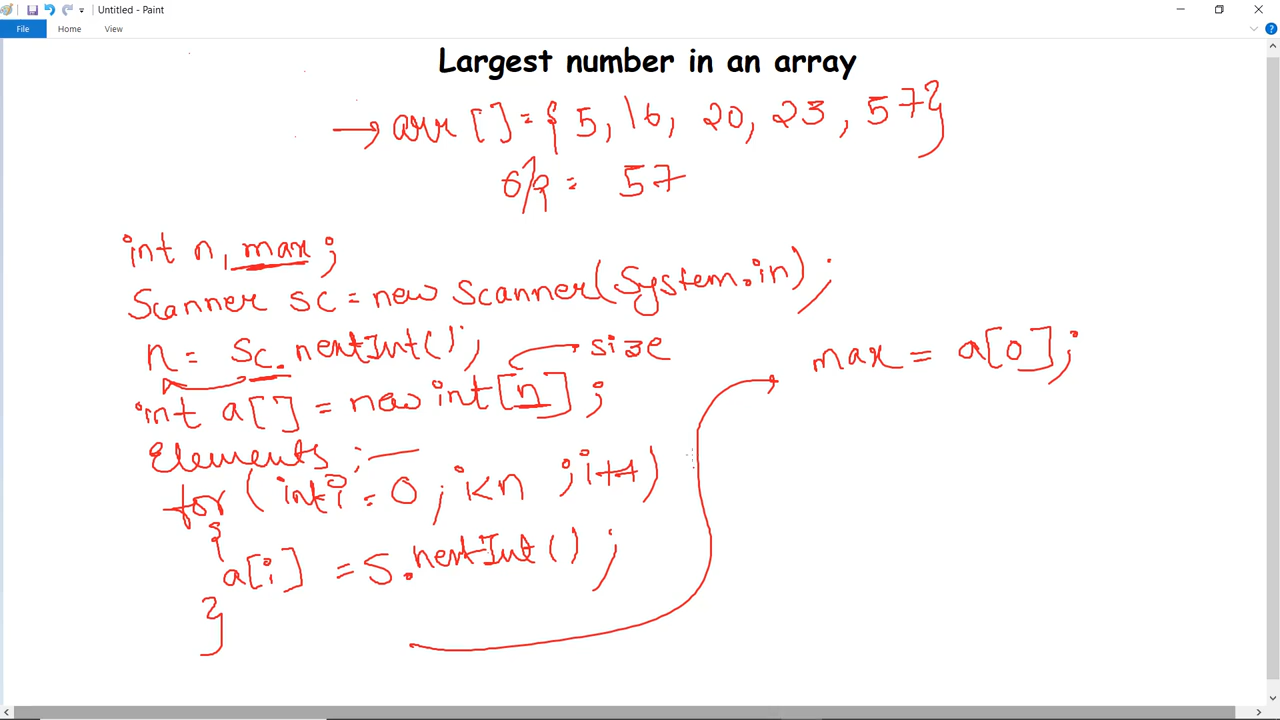 Untitled - Paint
File Home View
Largest number in an array
→ arr [ ] = { 5, 16, 20, 23, 57}
o/p = 57
int n, max ;
Scanner sc = new Scanner(System.in) ;
n = sc.nextInt() ;
size
int a[ ] = new int[n] ;
Elements ;
for ( int i = 0 ; i<n ; i++ )
{
a[i] = s.nextInt() ;
}
max = a[0] ;